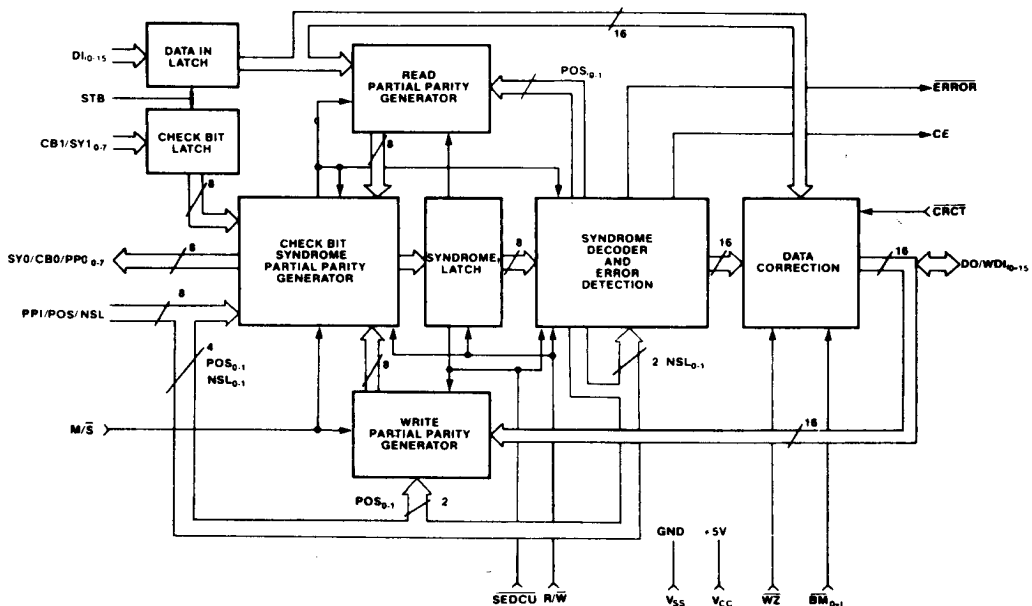 DI₀₋₁₅
DATA IN
LATCH
STB
CHECK BIT
LATCH
CB1/SY1₀₋₇
8
16
READ
PARTIAL PARITY
GENERATOR
POS₀₋₁
8
ERROR
CE
CRCT
SY0/CB0/PP0₀₋₇
8
CHECK BIT
SYNDROME
PARTIAL PARITY
GENERATOR
SYNDROME
LATCH
8
SYNDROME
DECODER
AND
ERROR
DETECTION
16
DATA
CORRECTION
16
DO/WDI₀₋₁₅
PPI/POS/NSL
8
4
POS₀₋₁
NSL₀₋₁
8
2 NSL₀₋₁
M/S
WRITE
PARTIAL PARITY
GENERATOR
16
POS₀₋₁
2
GND
+5V
SEDCU
R/W
VSS
VCC
WZ
BM₀₋₁